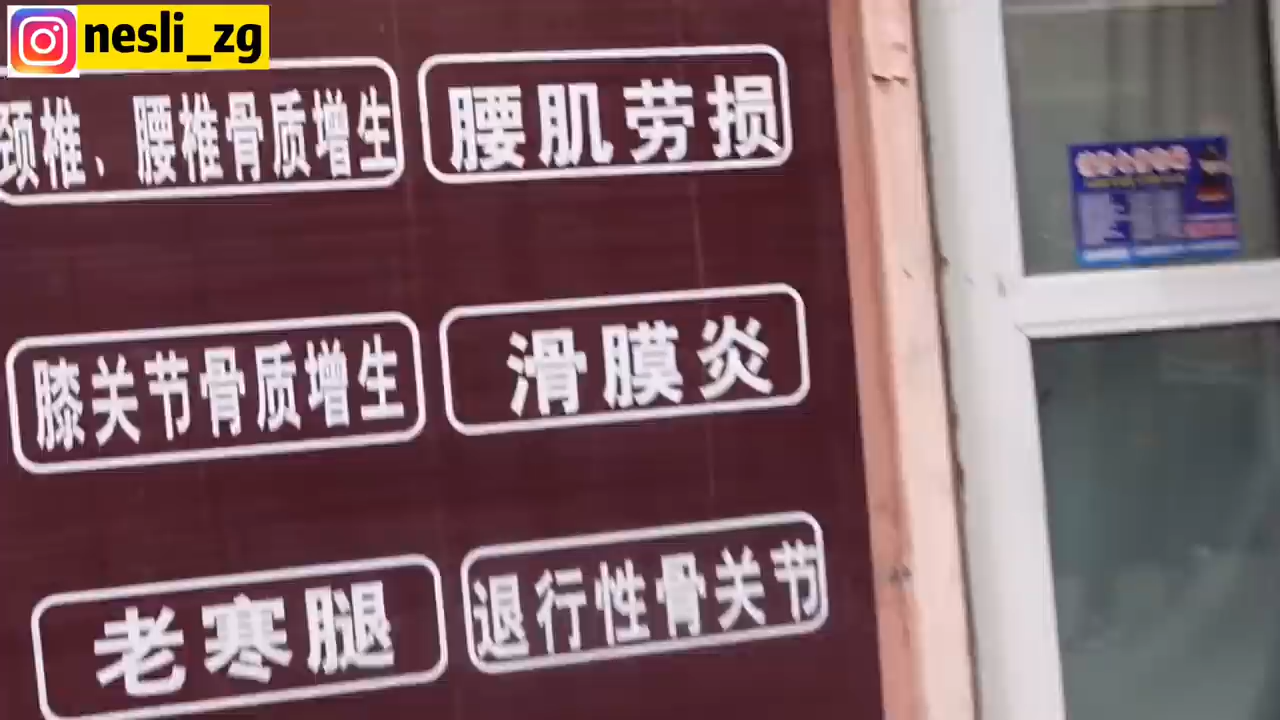 nesli_zg
颈椎、腰椎骨质增生
腰肌劳损
膝关节骨质增生
滑膜炎
老寒腿
退行性骨关节